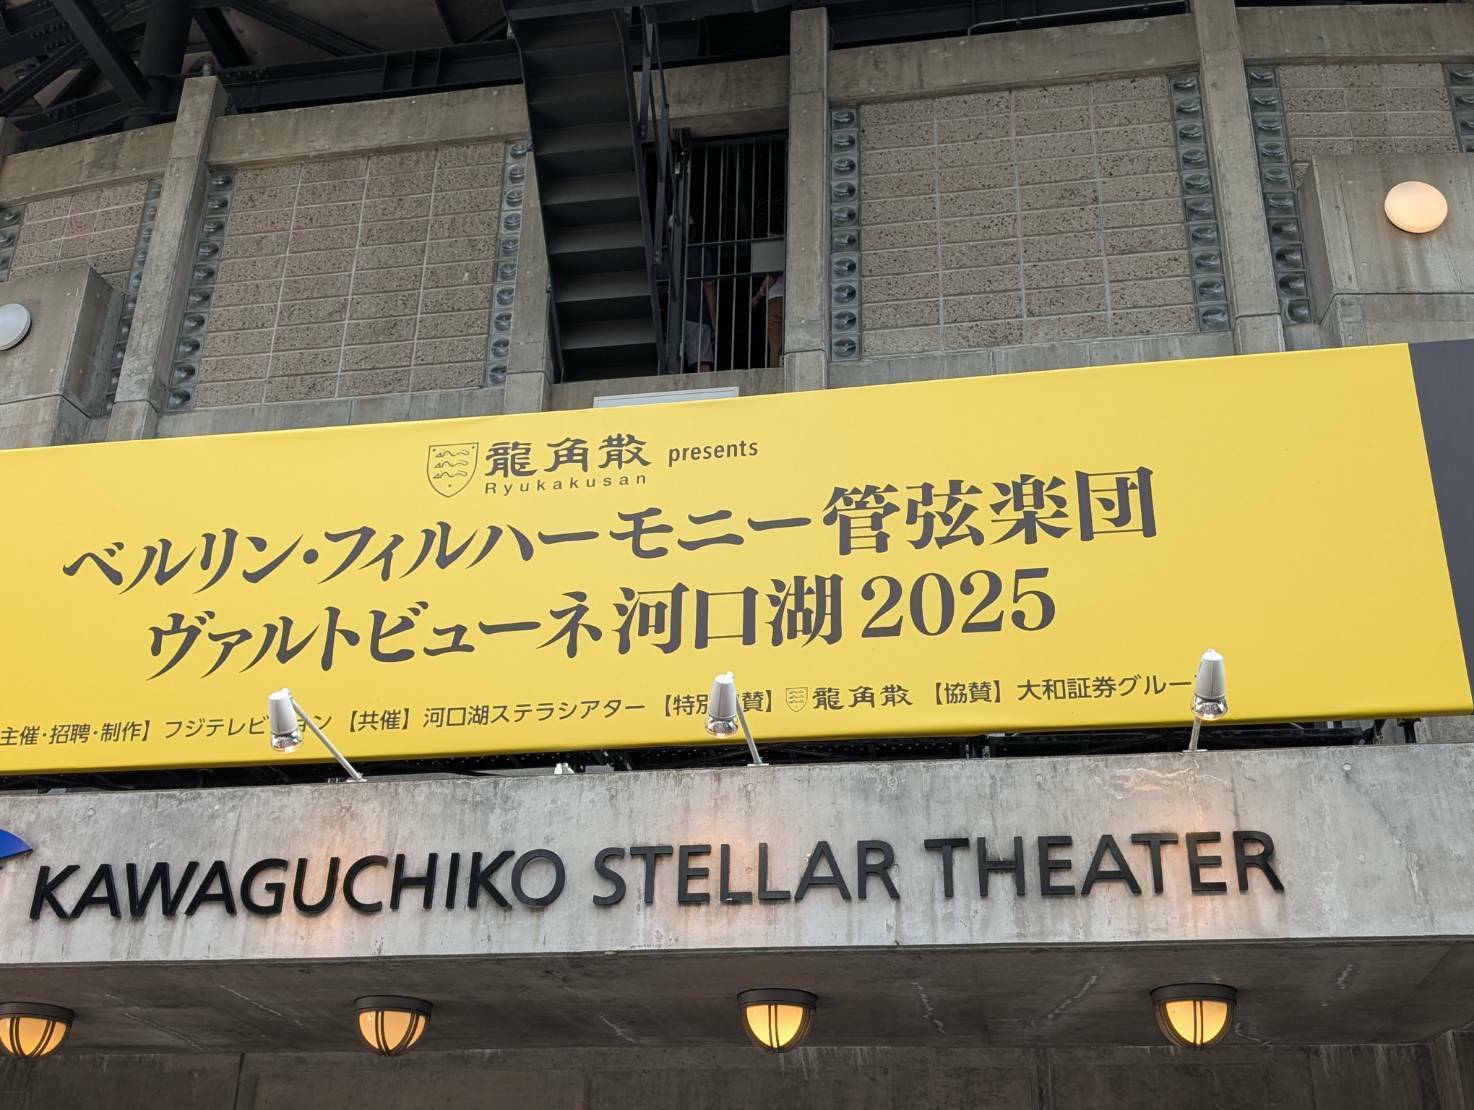 龍角散 presents
Ryukakusan
ベルリン・フィルハーモニー管弦楽団
ヴァルトビューネ河口湖2025
主催・招聘・制作】フジテレビ ョン【共催】河口湖ステラシアター【特別 賛】龍角散【協賛】大和証券グルー
KAWAGUCHIKO STELLAR THEATER